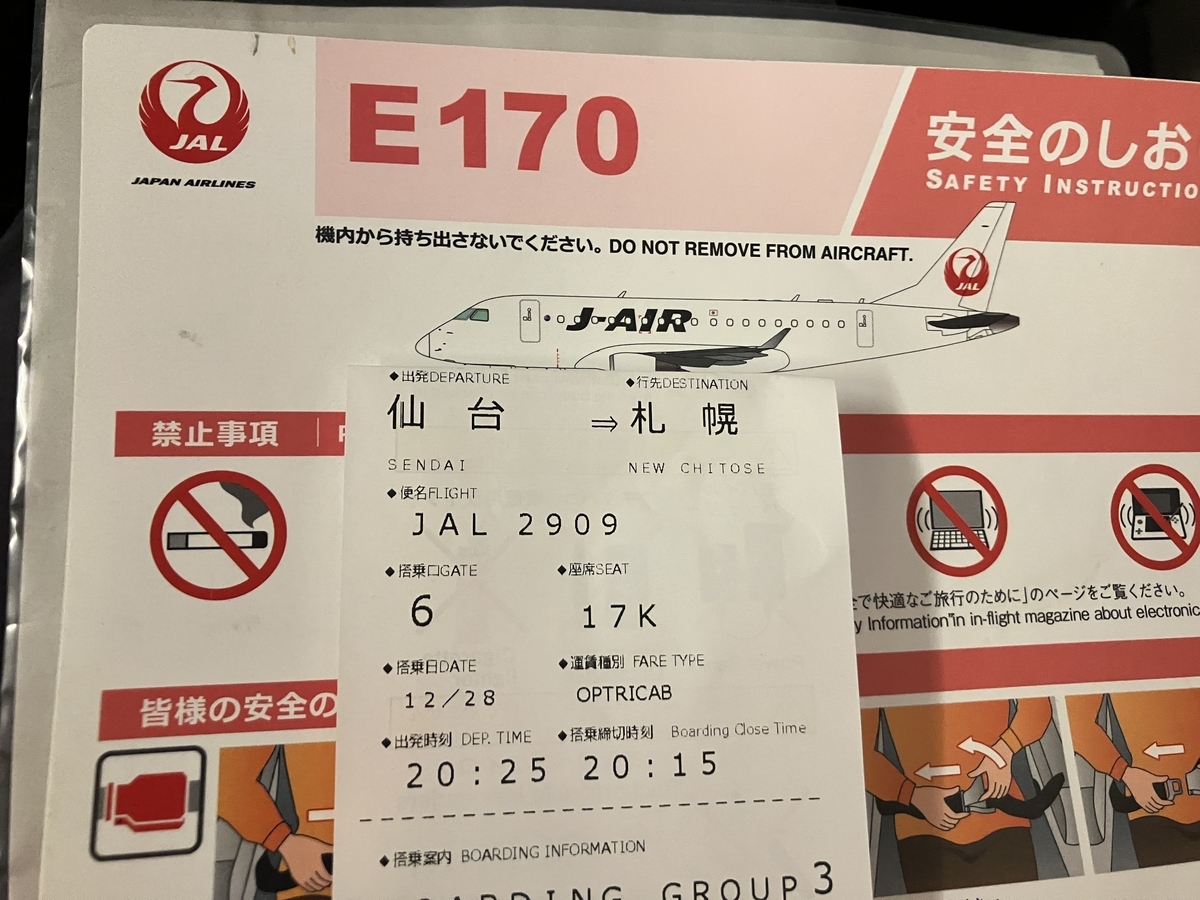 JAL
JAPAN AIRLINES
E170
安全のしお
SAFETY INSTRUCTIO
機内から持ち出さないでください。 DO NOT REMOVE FROM AIRCRAFT.
JAL
J-AIR
◆出発DEPARTURE ◆行先DESTINATION
仙台 ⇒ 札幌
SENDAI NEW CHITOSE
◆便名FLIGHT
JAL 2909
◆搭乗口GATE ◆座席SEAT
6 17K
◆搭乗日DATE ◆運賃種別 FARE TYPE
12/28 OPTRICAB
◆出発時刻 DEP. TIME ◆搭乗締切時刻 Boarding Close Time
20:25 20:15
◆搭乗案内 BOARDING INFORMATION
BOARDING GROUP3
禁止事項
で快適なご旅行のために」のページをご覧ください。
y Information"in in-flight magazine about electronic
皆様の安全の